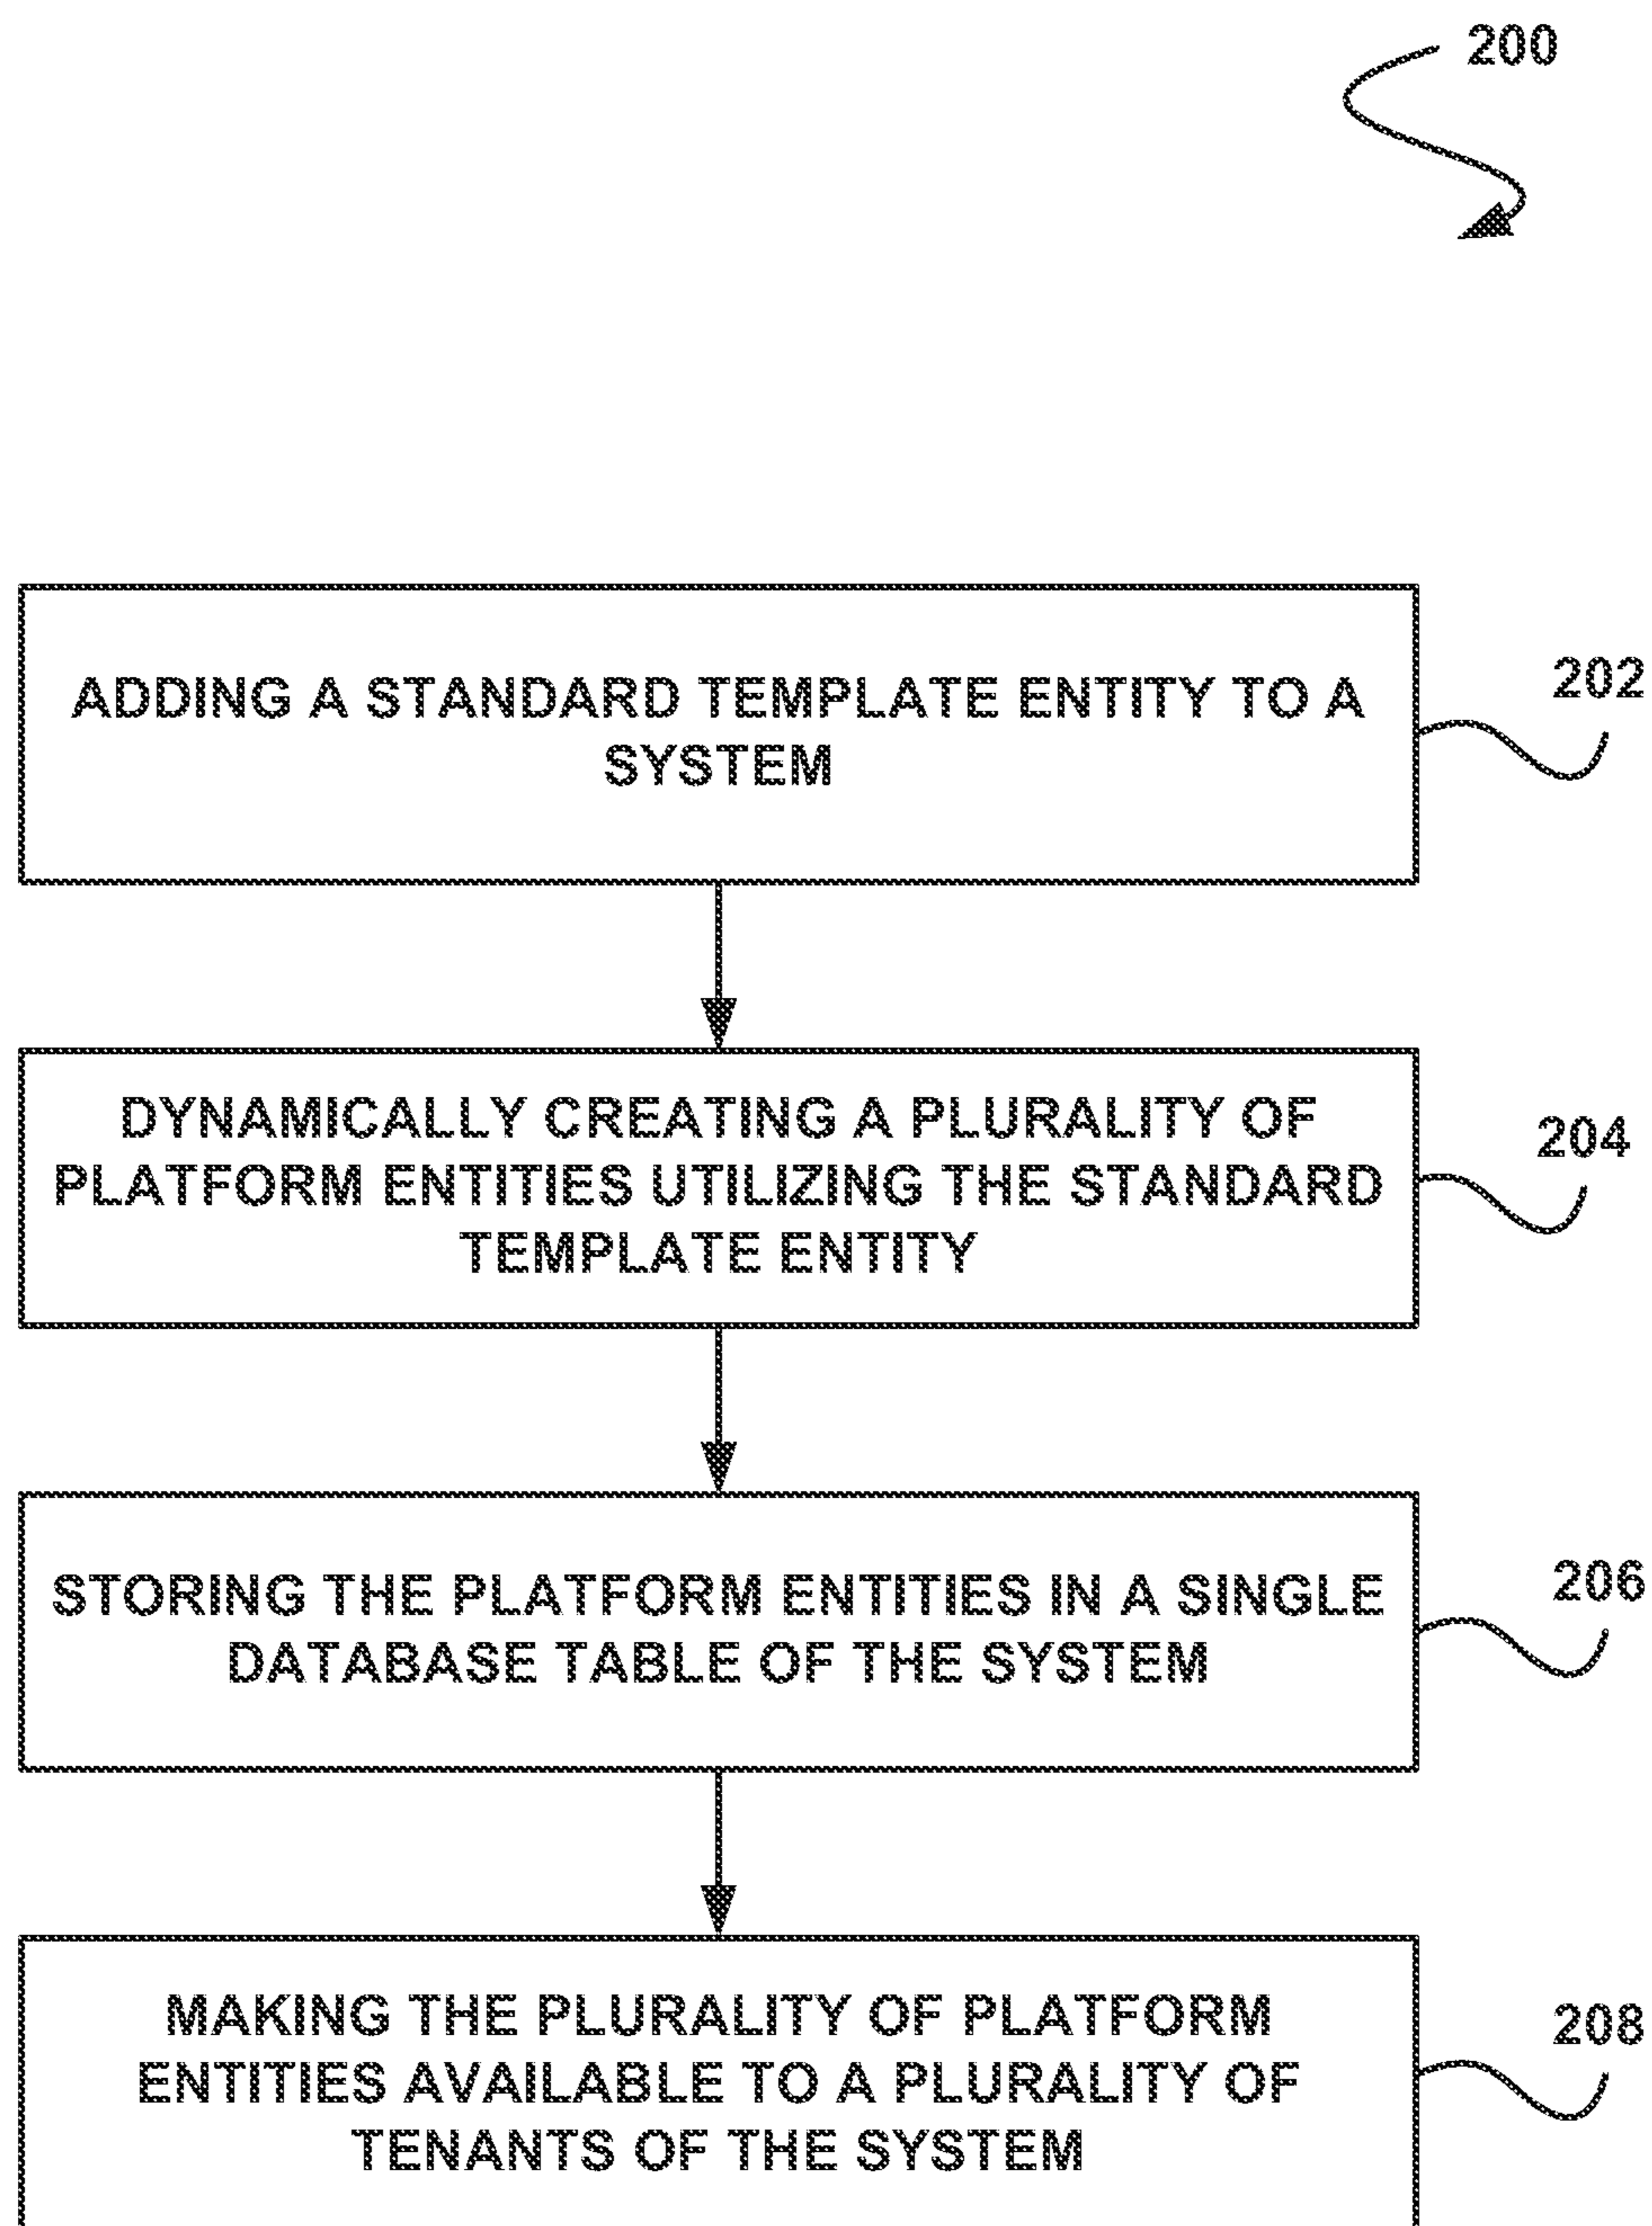 200
ADDING A STANDARD TEMPLATE ENTITY TO A
SYSTEM
202
DYNAMICALLY CREATING A PLURALITY OF
PLATFORM ENTITIES UTILIZING THE STANDARD
TEMPLATE ENTITY
204
STORING THE PLATFORM ENTITIES IN A SINGLE
DATABASE TABLE OF THE SYSTEM
206
MAKING THE PLURALITY OF PLATFORM
ENTITIES AVAILABLE TO A PLURALITY OF
TENANTS OF THE SYSTEM
208